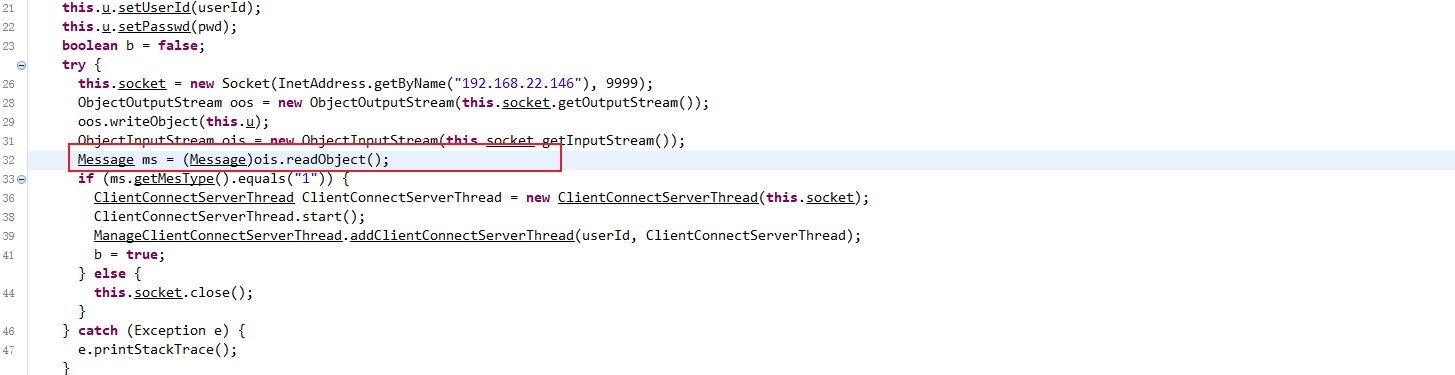 21 this.u.setUserId(userId);
22 this.u.setPasswd(pwd);
23 boolean b = false;
try {
26 this.socket = new Socket(InetAddress.getByName("192.168.22.146"), 9999);
28 ObjectOutputStream oos = new ObjectOutputStream(this.socket.getOutputStream());
29 oos.writeObject(this.u);
31 ObjectInputStream ois = new ObjectInputStream(this.socket.getInputStream());
32 Message ms = (Message)ois.readObject();
33 if (ms.getMesType().equals("1")) {
36 ClientConnectServerThread ClientConnectServerThread = new ClientConnectServerThread(this.socket);
38 ClientConnectServerThread.start();
39 ManageClientConnectServerThread.addClientConnectServerThread(userId, ClientConnectServerThread);
41 b = true;
} else {
44 this.socket.close();
}
46 } catch (Exception e) {
47 e.printStackTrace();
}